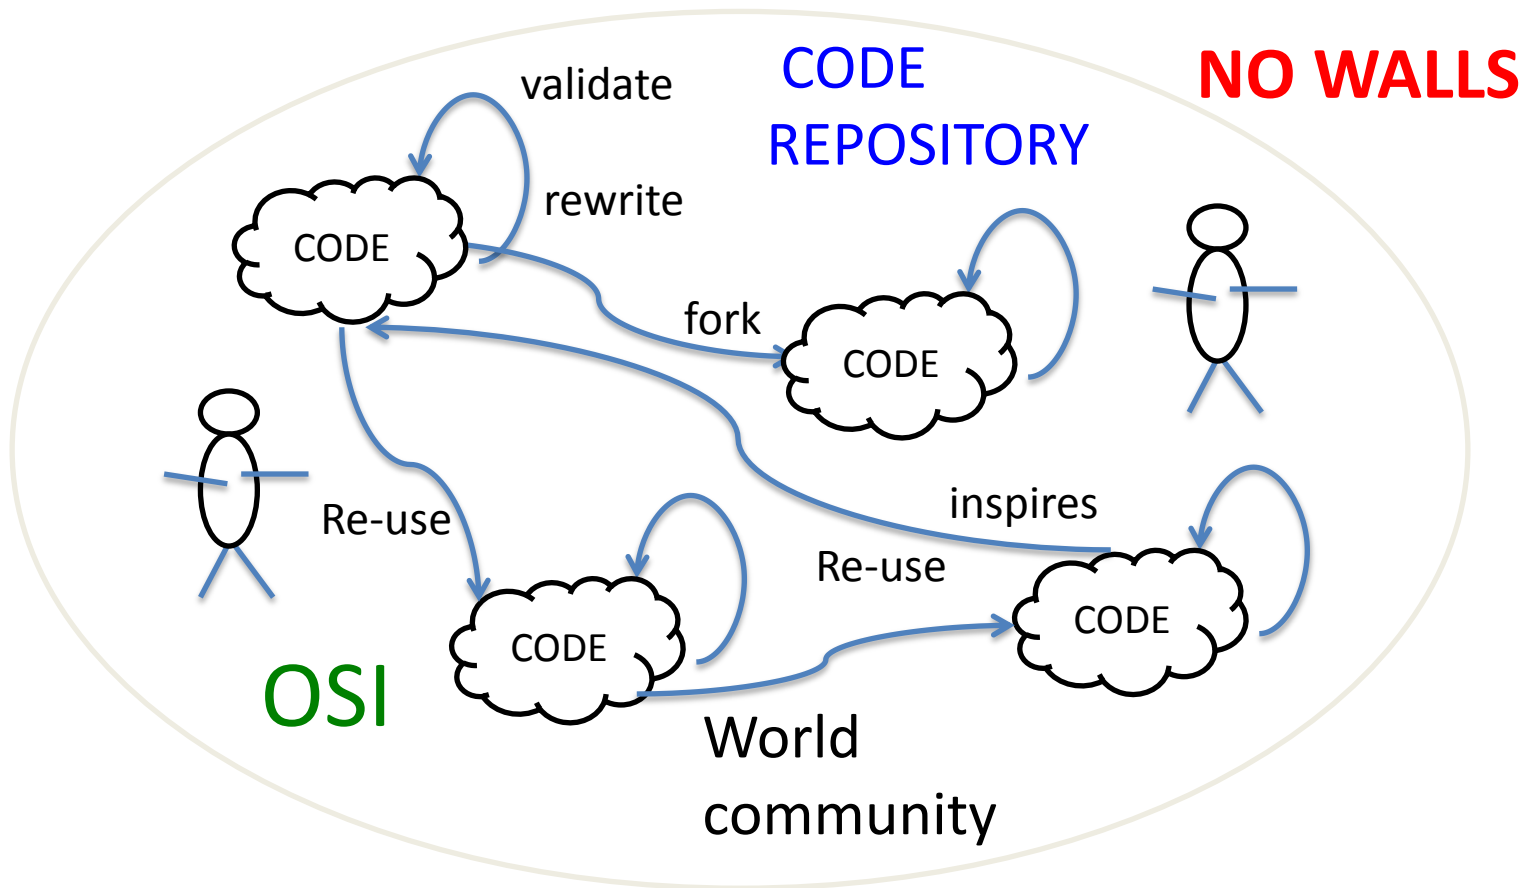 validate
CODE
REPOSITORY
NO WALLS
rewrite
CODE
fork
CODE
Re-use
inspires
Re-use
CODE
CODE
OSI
World
community